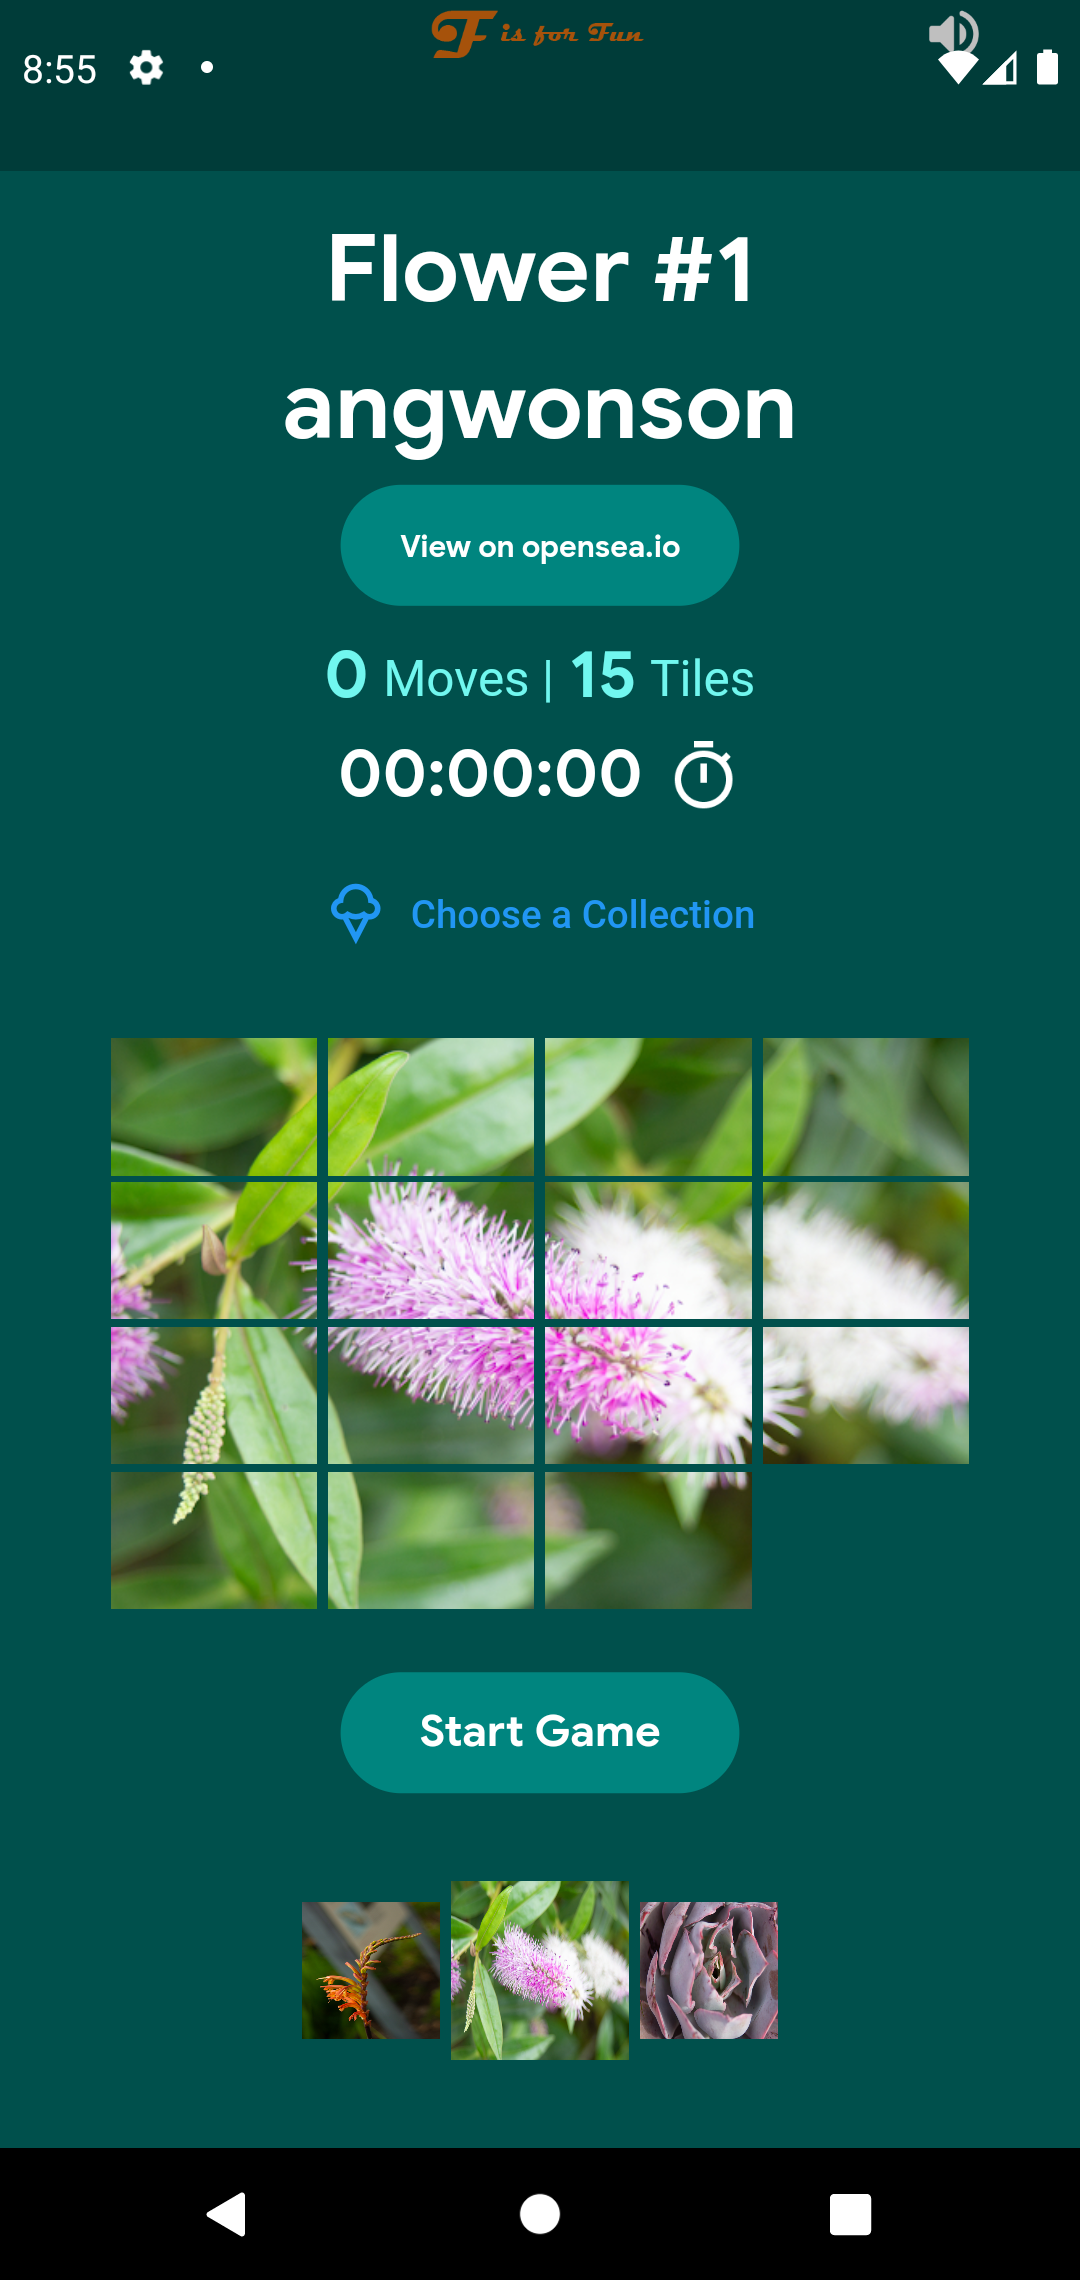 F is for Fun
8:55
Flower #1
angwonson
View on opensea.io
0 Moves | 15 Tiles
00:00:00
Choose a Collection
Start Game